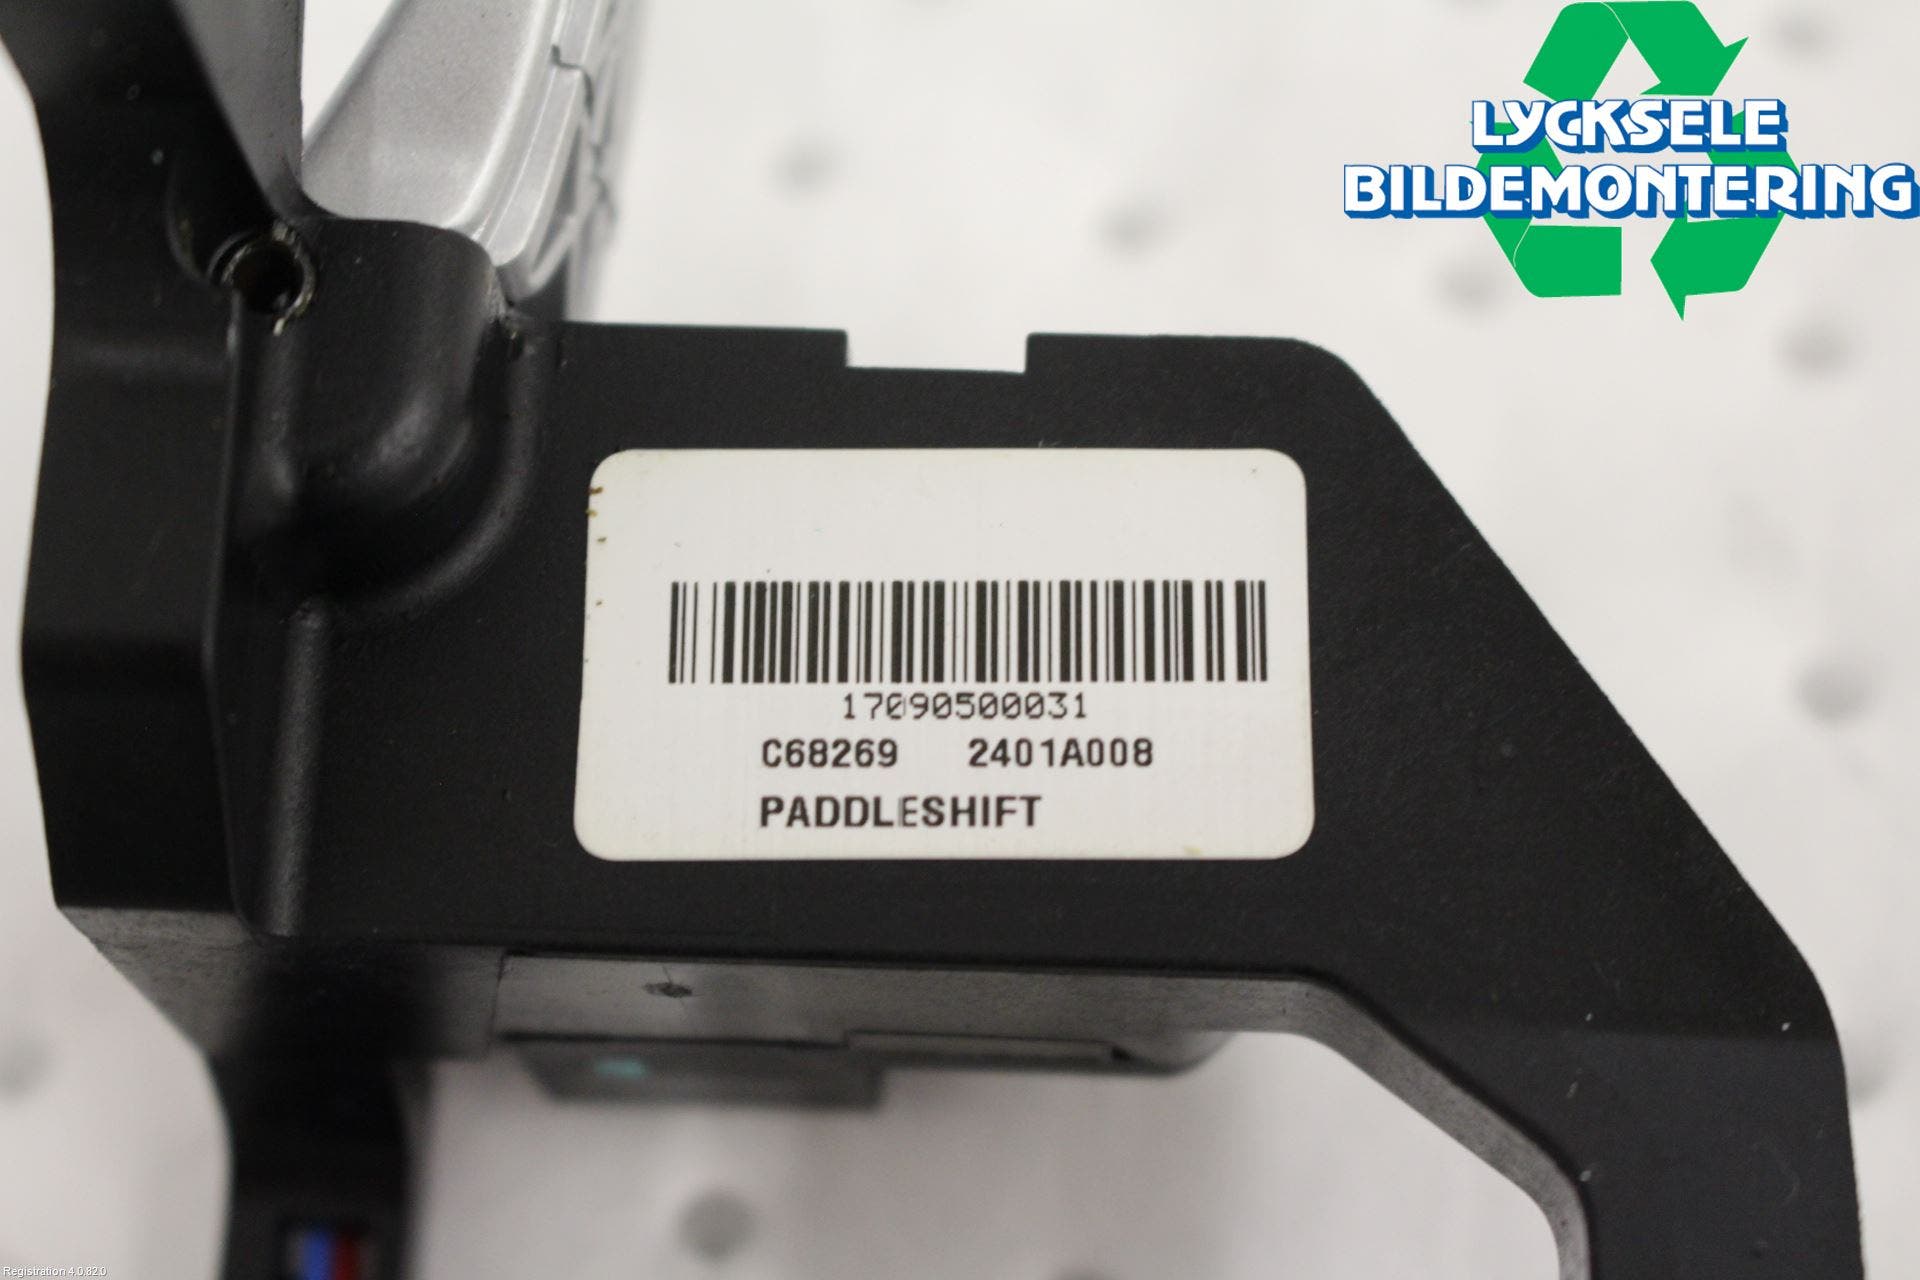 LYCKSELE
BILDEMONTERING
17090500031
C68269 2401A008
PADDLESHIFT
Registration 4.0.82.0